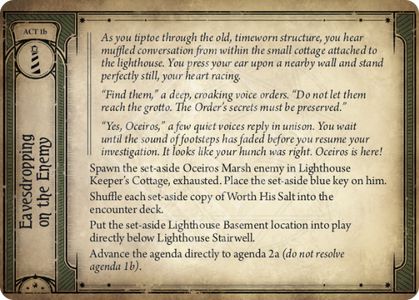 ACT 1b
Eavesdropping
on the Enemy
As you tiptoe through the old, timeworn structure, you hear
muffled conversation from within the small cottage attached to
the lighthouse. You press your ear upon a nearby wall and stand
perfectly still, your heart racing.
“Find them,” a deep, croaking voice orders. “Do not let them
reach the grotto. The Order’s secrets must be preserved.”
“Yes, Oceiros,” a few quiet voices reply in unison. You wait
until the sound of footsteps has faded before you resume your
investigation. It looks like your hunch was right. Oceiros is here!
Spawn the set-aside Oceiros Marsh enemy in Lighthouse
Keeper’s Cottage, exhausted. Place the set-aside blue key on him.
Shuffle each set-aside copy of Worth His Salt into the
encounter deck.
Put the set-aside Lighthouse Basement location into play
directly below Lighthouse Stairwell.
Advance the agenda directly to agenda 2a (do not resolve
agenda 1b).